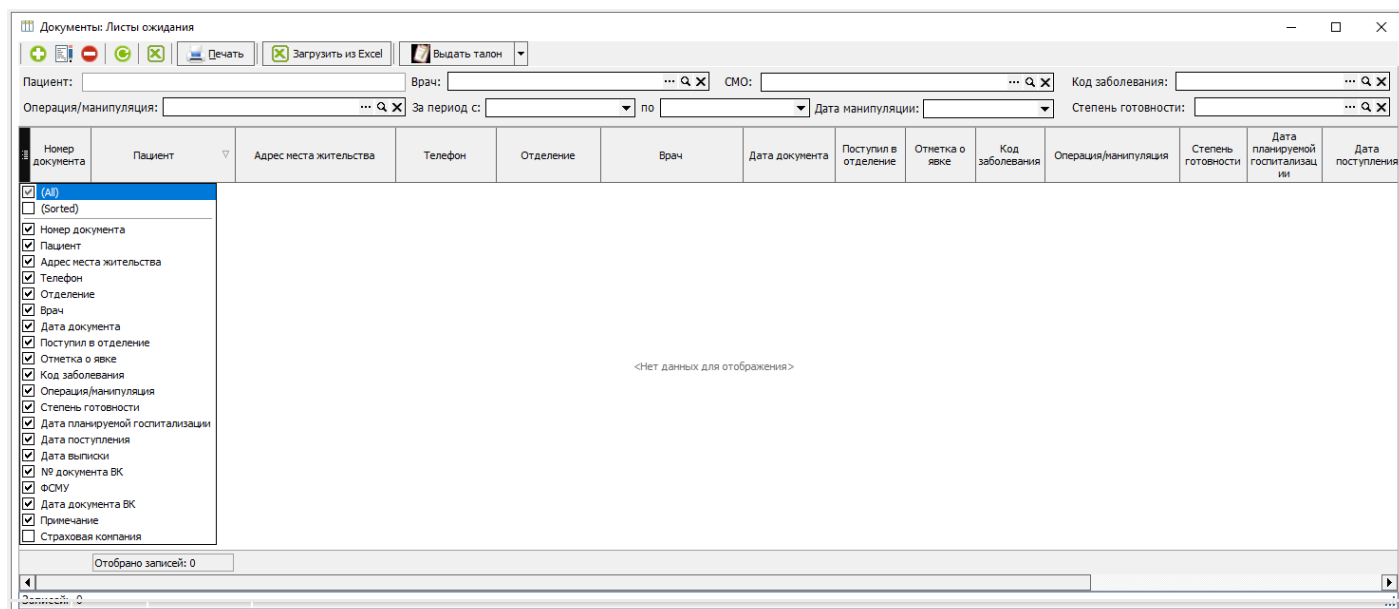 Документы: Листы ожидания
Печать Загрузить из Excel Выдать талон
Пациент: Врач: СМО: Код заболевания:
Операция/манипуляция: За период с: по Дата манипуляции: Степень готовности:
Номер документа Пациент Адрес места жительства Телефон Отделение Врач Дата документа Поступил в отделение Отметка о явке Код заболевания Операция/манипуляция Степень готовности Дата планируемой госпитализац ии Дата поступления
(All)
(Sorted)
Номер документа
Пациент
Адрес места жительства
Телефон
Отделение
Врач
Дата документа
Поступил в отделение
Отметка о явке
<Нет данных для отображения>
Код заболевания
Операция/манипуляция
Степень готовности
Дата планируемой госпитализации
Дата поступления
Дата выписки
№ документа ВК
ФСМУ
Дата документа ВК
Примечание
Страховая компания
Отобрано записей: 0
Записей: 0